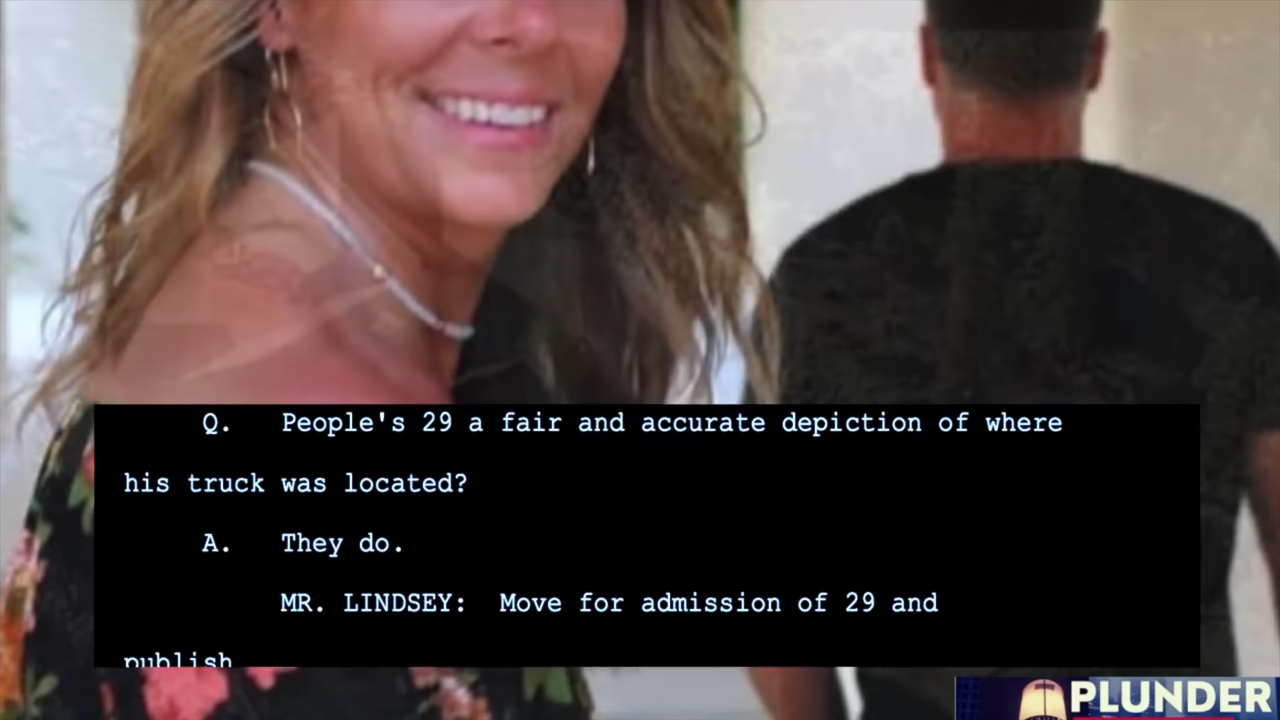 Q. People's 29 a fair and accurate depiction of where
his truck was located?
A. They do.
MR. LINDSEY: Move for admission of 29 and
publish
PLUNDER